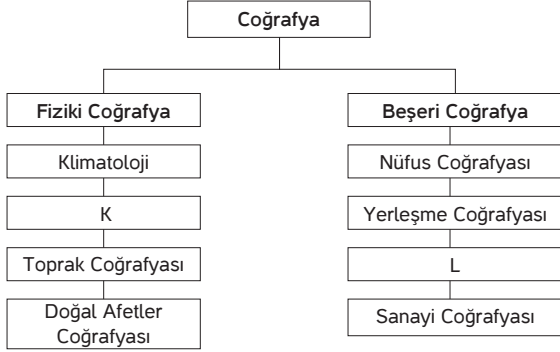 Coğrafya
Fiziki Coğrafya
Klimatoloji
K
Toprak Coğrafyası
Doğal Afetler
Coğrafyası
Beşeri Coğrafya
Nüfus Coğrafyası
Yerleşme Coğrafyası
L
Sanayi Coğrafyası